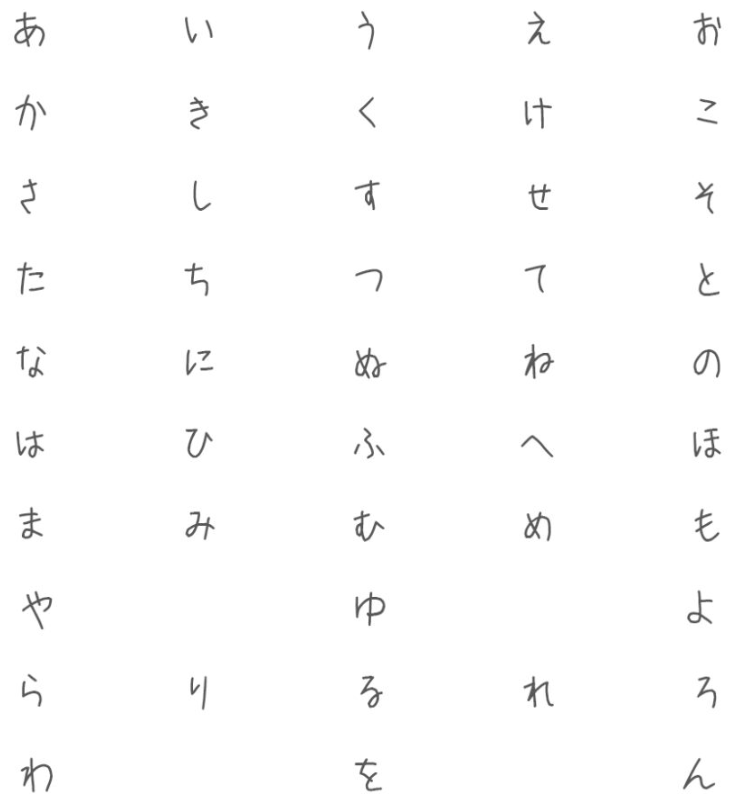 あ い う え お
か き く け こ
さ し す せ そ
た ち つ て と
な に ぬ ね の
は ひ ふ へ ほ
ま み む め も
や ゆ よ
ら り る れ ろ
わ を ん